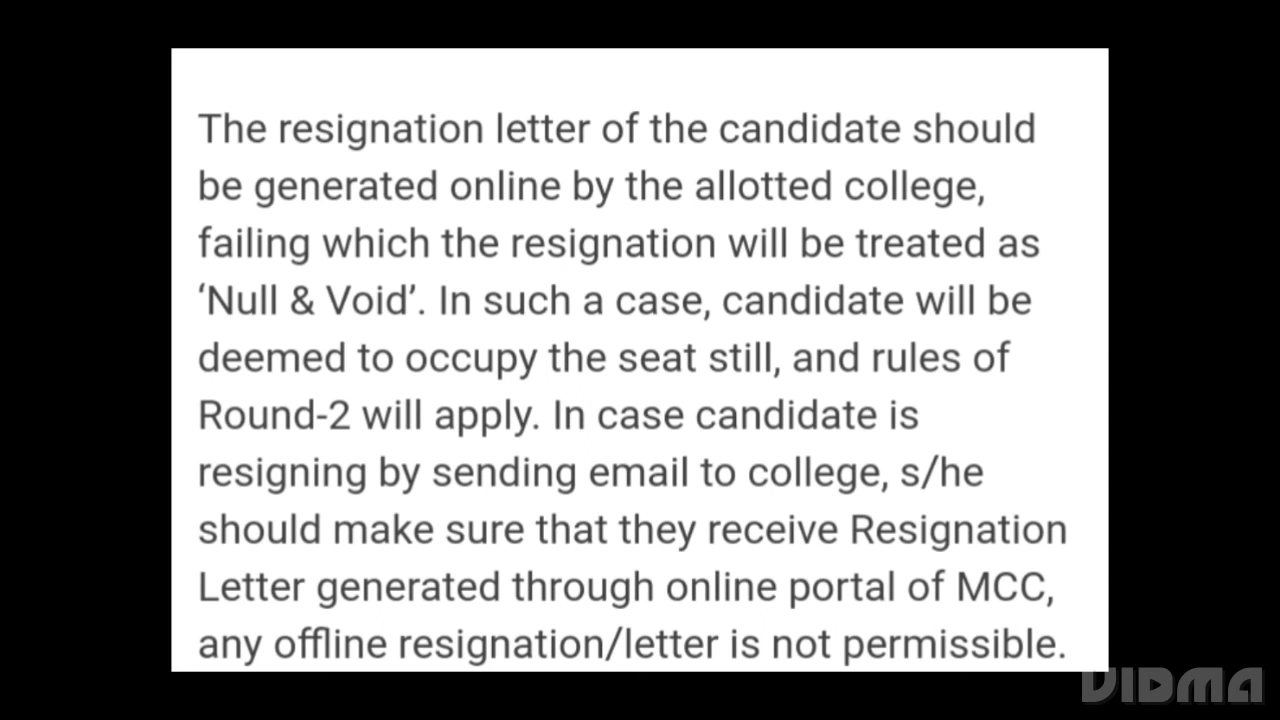 The resignation letter of the candidate should
be generated online by the allotted college,
failing which the resignation will be treated as
‘Null & Void’. In such a case, candidate will be
deemed to occupy the seat still, and rules of
Round-2 will apply. In case candidate is
resigning by sending email to college, s/he
should make sure that they receive Resignation
Letter generated through online portal of MCC,
any offline resignation/letter is not permissible.
VIDMA